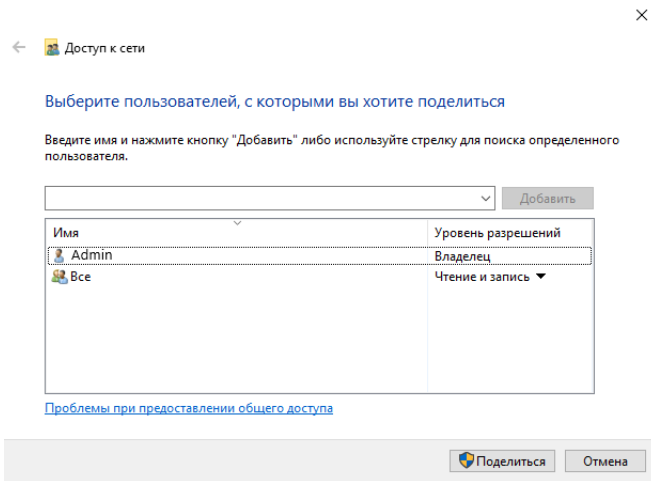 Доступ к сети
Выберите пользователей, с которыми вы хотите поделиться
Введите имя и нажмите кнопку "Добавить" либо используйте стрелку для поиска определенного
пользователя.
Добавить
Имя Уровень разрешений
Admin Владелец
Все Чтение и запись
Проблемы при предоставлении общего доступа
Поделиться Отмена